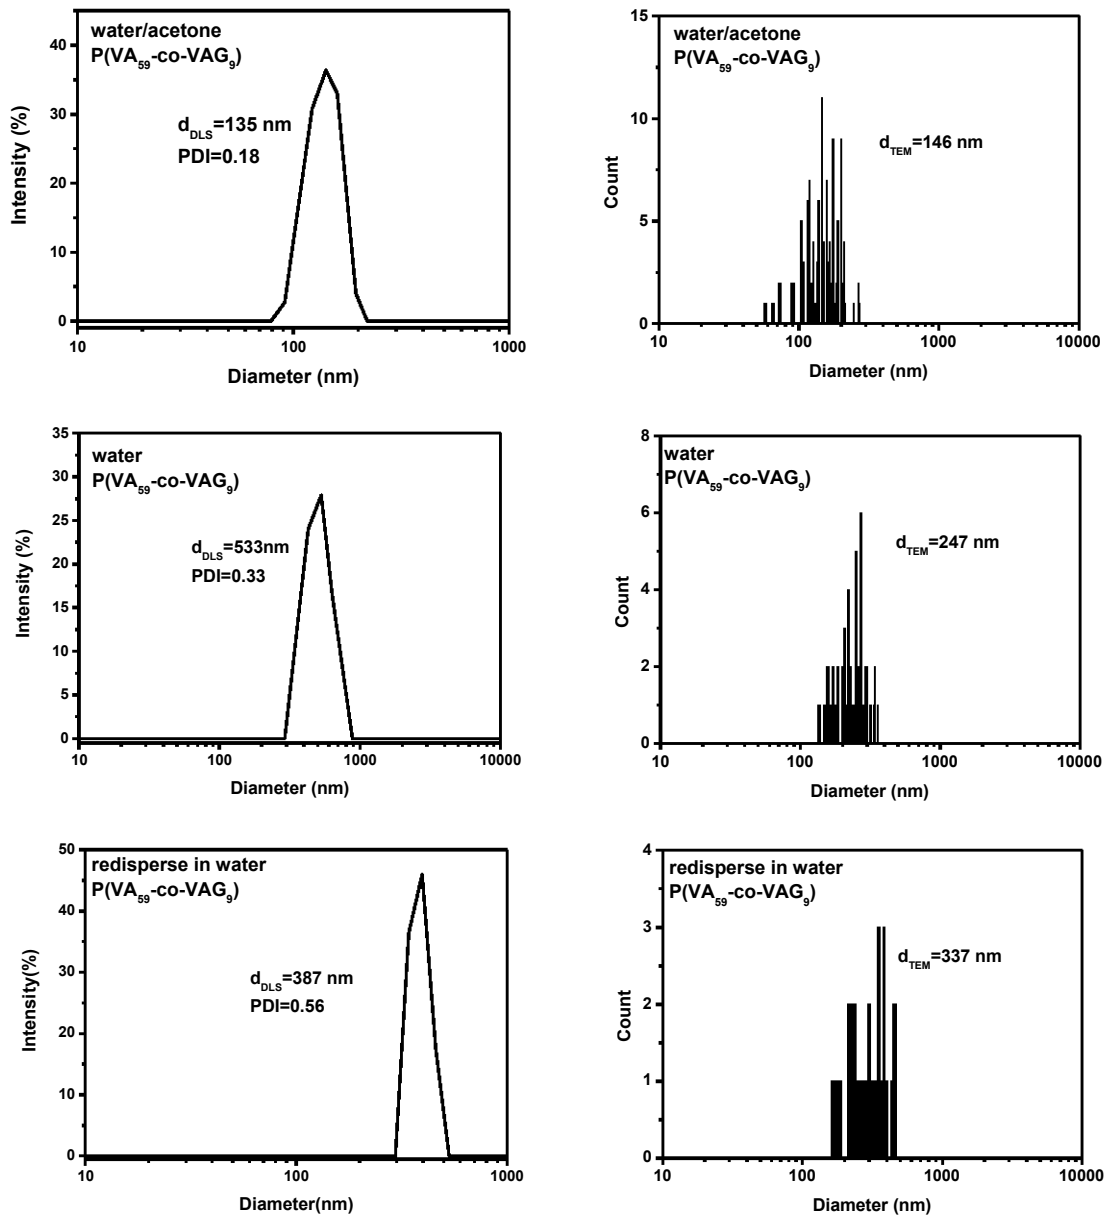 water/acetone
P(VA₅₉-co-VAG₉)
d_DLS=135 nm
PDI=0.18
Intensity (%)
40
30
20
10
0
10
100
1000
Diameter (nm)
water/acetone
P(VA₅₉-co-VAG₉)
d_TEM=146 nm
Count
15
10
5
0
10
100
1000
10000
Diameter (nm)
water
P(VA₅₉-co-VAG₉)
d_DLS=533nm
PDI=0.33
Intensity (%)
35
30
25
20
15
10
5
0
10
100
1000
10000
Diameter (nm)
water
P(VA₅₉-co-VAG₉)
d_TEM=247 nm
Count
8
6
4
2
0
10
100
1000
10000
Diameter (nm)
redisperse in water
P(VA₅₉-co-VAG₉)
d_DLS=387 nm
PDI=0.56
Intensity(%)
50
40
30
20
10
0
10
100
1000
Diameter(nm)
redisperse in water
P(VA₅₉-co-VAG₉)
d_TEM=337 nm
Count
4
3
2
1
0
10
100
1000
10000
Diameter (nm)